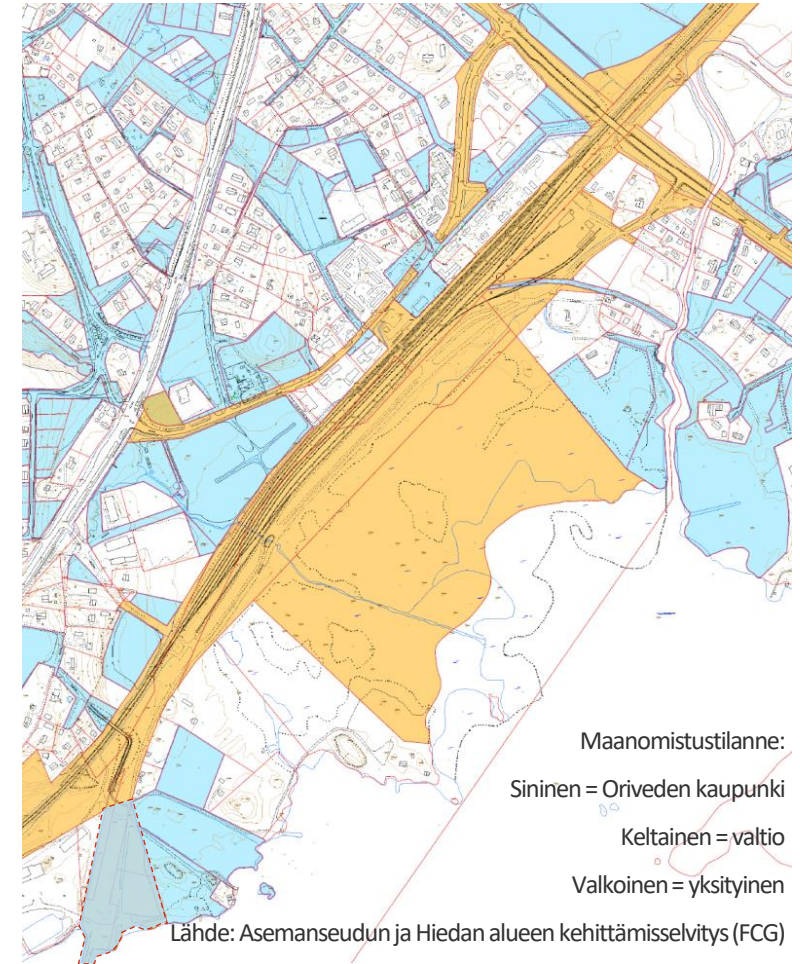 Maanomistustilanne:
Sininen = Oriveden kaupunki
Keltainen = valtio
Valkoinen = yksityinen
Lähde: Asemanseudun ja Hiedan alueen kehittämisselvitys (FCG)